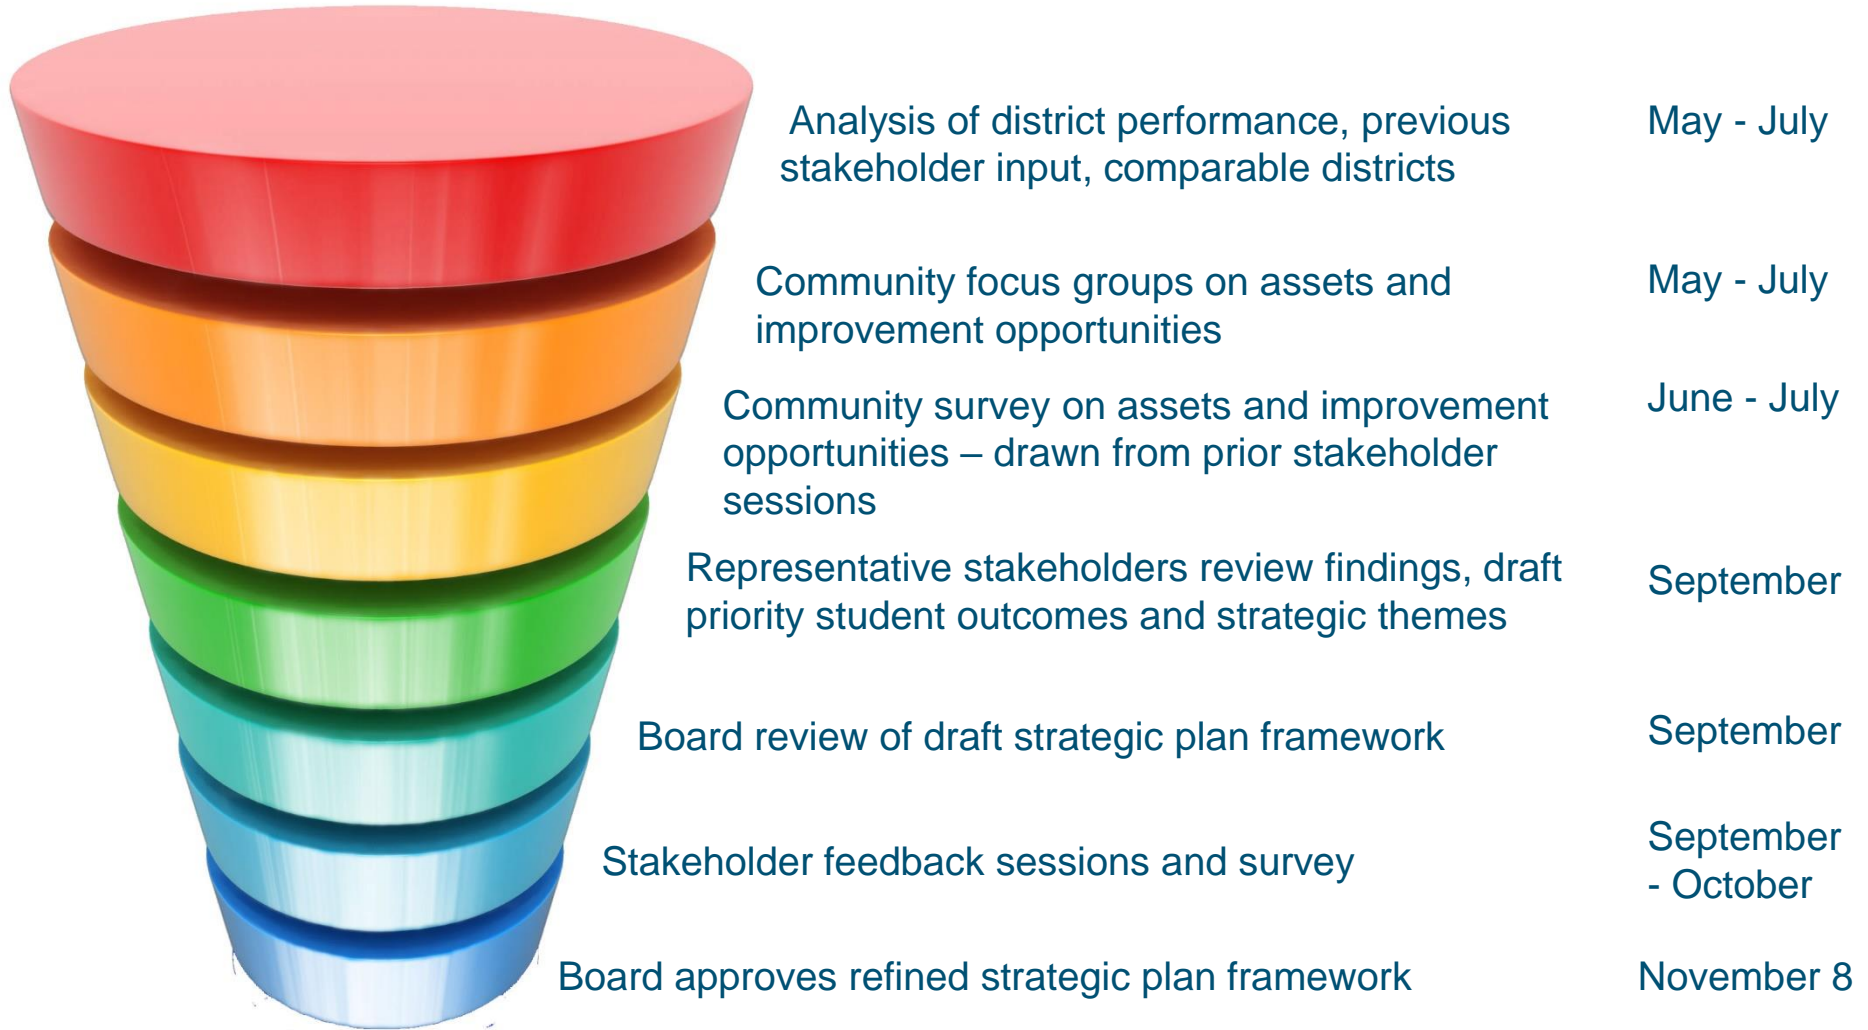 Analysis of district performance, previous
stakeholder input, comparable districts
May - July
Community focus groups on assets and
improvement opportunities
May - July
Community survey on assets and improvement
opportunities – drawn from prior stakeholder
sessions
June - July
Representative stakeholders review findings, draft
priority student outcomes and strategic themes
September
Board review of draft strategic plan framework
September
Stakeholder feedback sessions and survey
September
- October
Board approves refined strategic plan framework
November 8